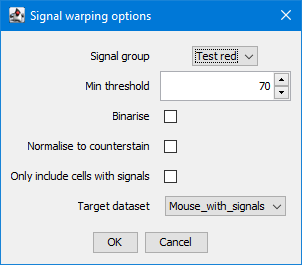 Signal warping options
Signal group Test red
Min threshold 70
Binarise
Normalise to counterstain
Only include cells with signals
Target dataset Mouse_with_signals
OK Cancel